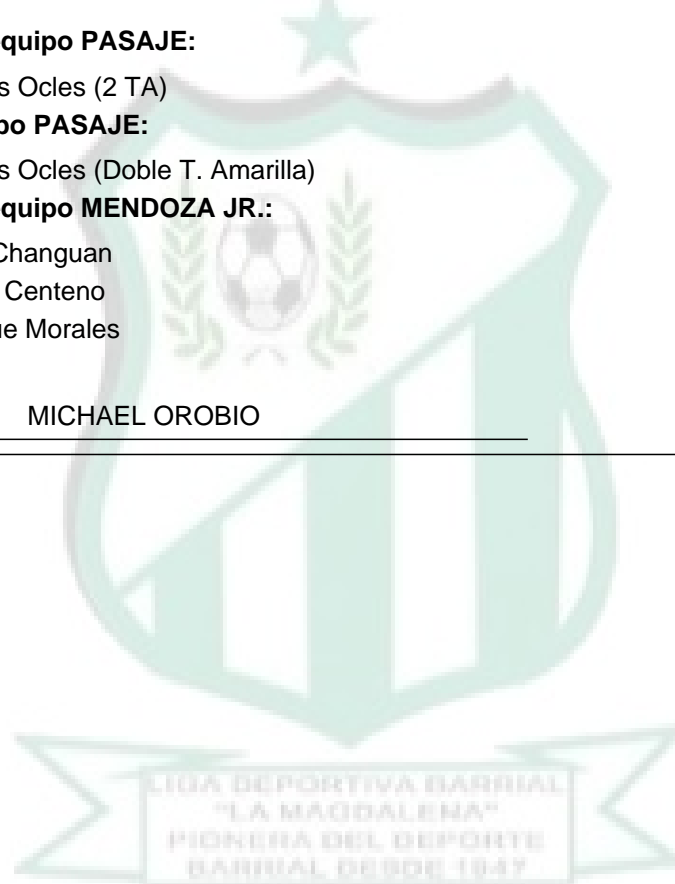 quipo PASAJE:
s Ocles (2 TA)
po PASAJE:
s Ocles (Doble T. Amarilla)
quipo MENDOZA JR.:
Changuan
Centeno
ue Morales
MICHAEL OROBIO
LIGA DEPORTIVA BARRIAL
"LA MAGDALENA"
PIONERA DEL DEPORTE
BARRIAL DESDE 1947